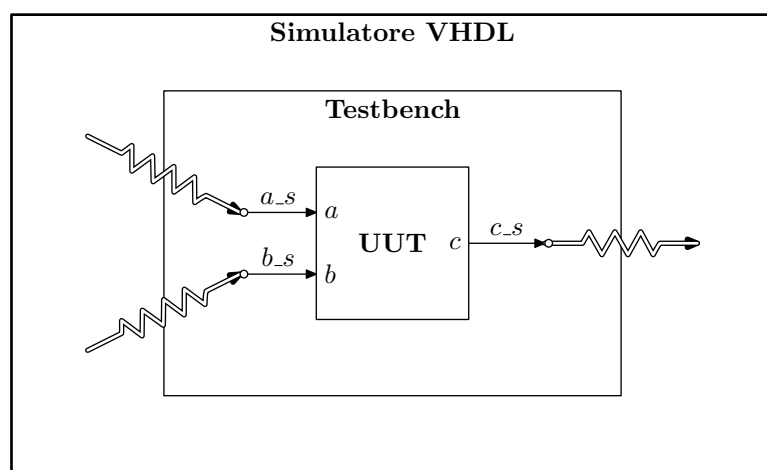 Simulatore VHDL
Testbench
a_s
a
b_s
b
UUT
c
c_s